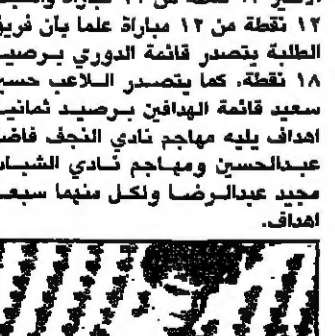 ١٢ نقطة من ١٢ مباراة علما بأن فريق
الطلبة يتصدر قائمة الدوري برصيد
١٨ نقطة. كما يتصدر اللاعب حسين
سعيد قائمة الهدافين برصيد ثمانية
اهداف يليه مهاجم نادي النجف فاضل
عبدالحسين ومهاجم نادي الشباب
مجيد عبدالرضا ولكل منهما سبعة
اهداف.